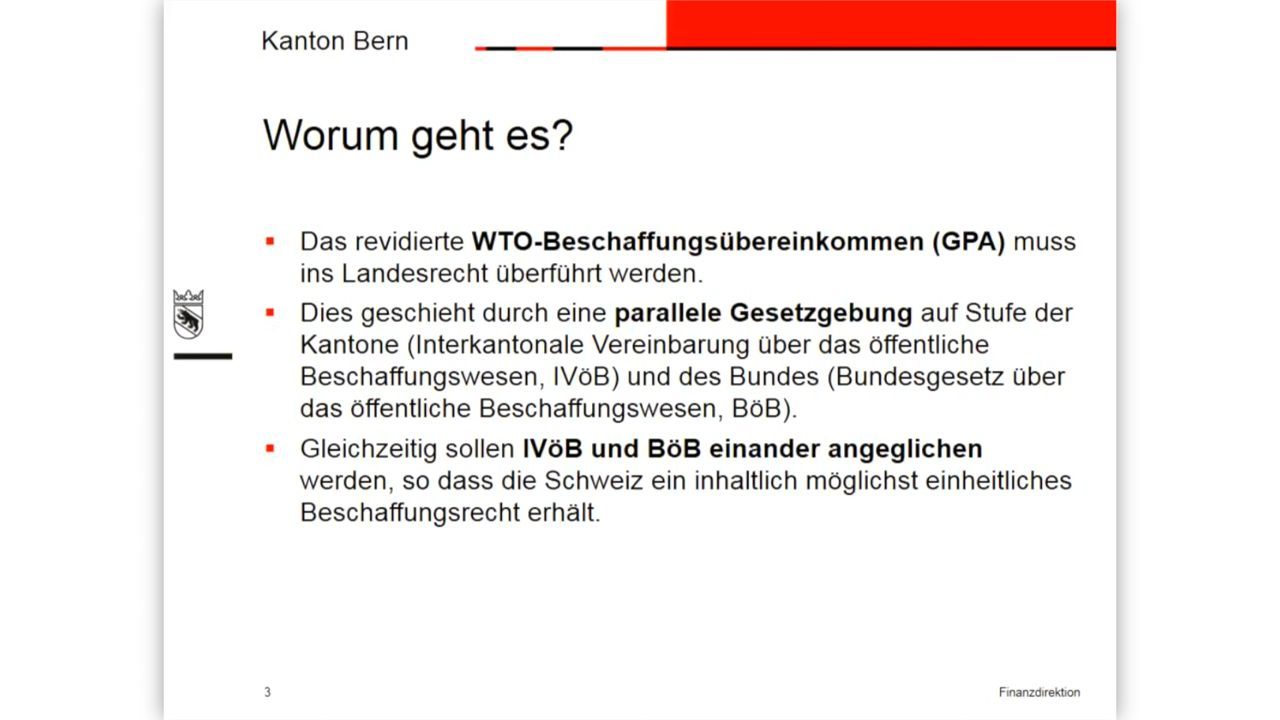 Kanton Bern
Worum geht es?
▪ Das revidierte WTO-Beschaffungsübereinkommen (GPA) muss
ins Landesrecht überführt werden.
▪ Dies geschieht durch eine parallele Gesetzgebung auf Stufe der
Kantone (Interkantonale Vereinbarung über das öffentliche
Beschaffungswesen, IVöB) und des Bundes (Bundesgesetz über
das öffentliche Beschaffungswesen, BöB).
▪ Gleichzeitig sollen IVöB und BöB einander angeglichen
werden, so dass die Schweiz ein inhaltlich möglichst einheitliches
Beschaffungsrecht erhält.
3
Finanzdirektion